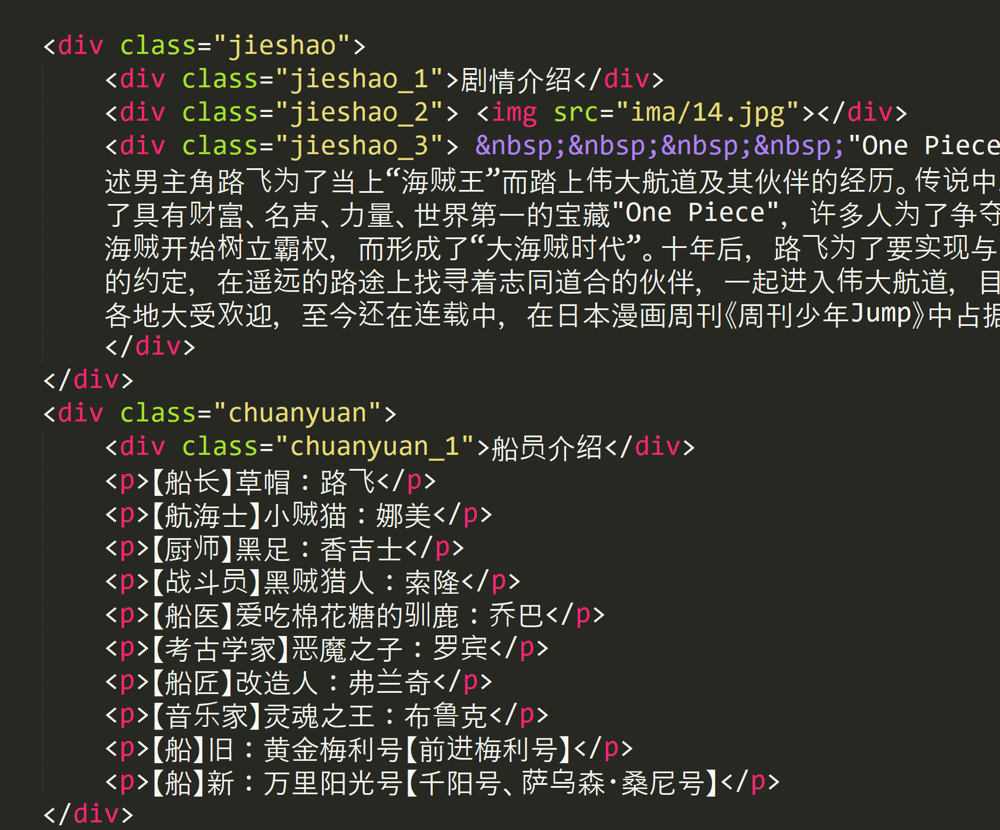 <div class="jieshao">
<div class="jieshao_1">剧情介绍</div>
<div class="jieshao_2"> <img src="ima/14.jpg"></div>
<div class="jieshao_3"> &nbsp;&nbsp;&nbsp;&nbsp;"One Piece
述男主角路飞为了当上“海贼王”而踏上伟大航道及其伙伴的经历。传说中
了具有财富、名声、力量、世界第一的宝藏"One Piece"，许多人为了争夺
海贼开始树立霸权，而形成了“大海贼时代”。十年后，路飞为了要实现与
的约定，在遥远的路途上找寻着志同道合的伙伴，一起进入伟大航道，目
各地大受欢迎，至今还在连载中，在日本漫画周刊《周刊少年Jump》中占据
</div>
</div>
<div class="chuanyuan">
<div class="chuanyuan_1">船员介绍</div>
<p>【船长】草帽：路飞</p>
<p>【航海士】小贼猫：娜美</p>
<p>【厨师】黑足：香吉士</p>
<p>【战斗员】黑贼猎人：索隆</p>
<p>【船医】爱吃棉花糖的驯鹿：乔巴</p>
<p>【考古学家】恶魔之子：罗宾</p>
<p>【船匠】改造人：弗兰奇</p>
<p>【音乐家】灵魂之王：布鲁克</p>
<p>【船】旧：黄金梅利号【前进梅利号】</p>
<p>【船】新：万里阳光号【千阳号、萨乌森·桑尼号】</p>
</div>